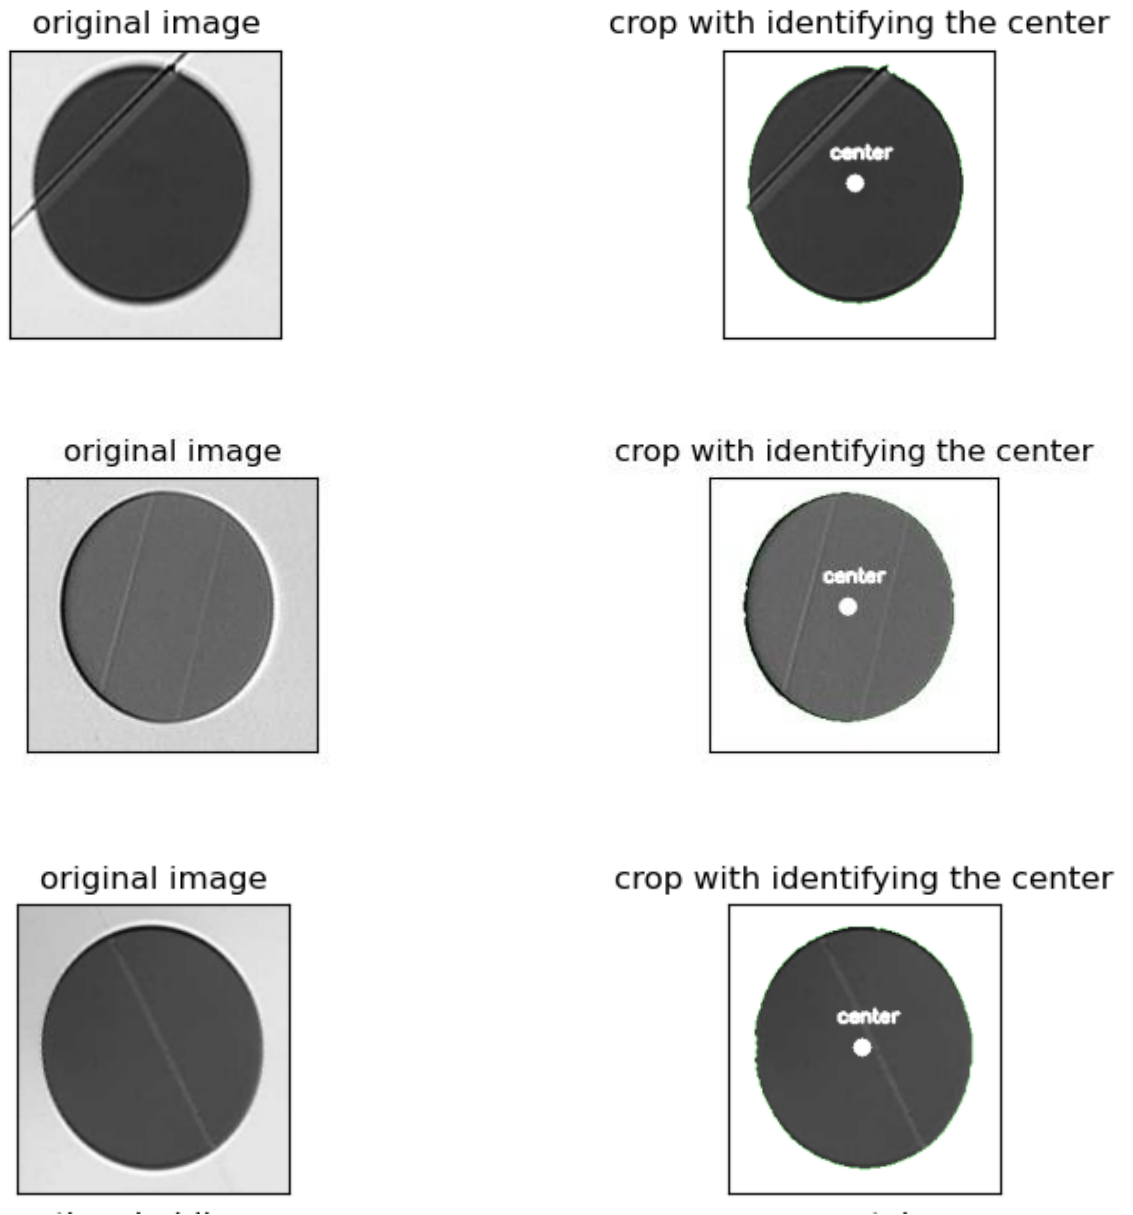 original image
crop with identifying the center
center
original image
crop with identifying the center
center
original image
crop with identifying the center
center